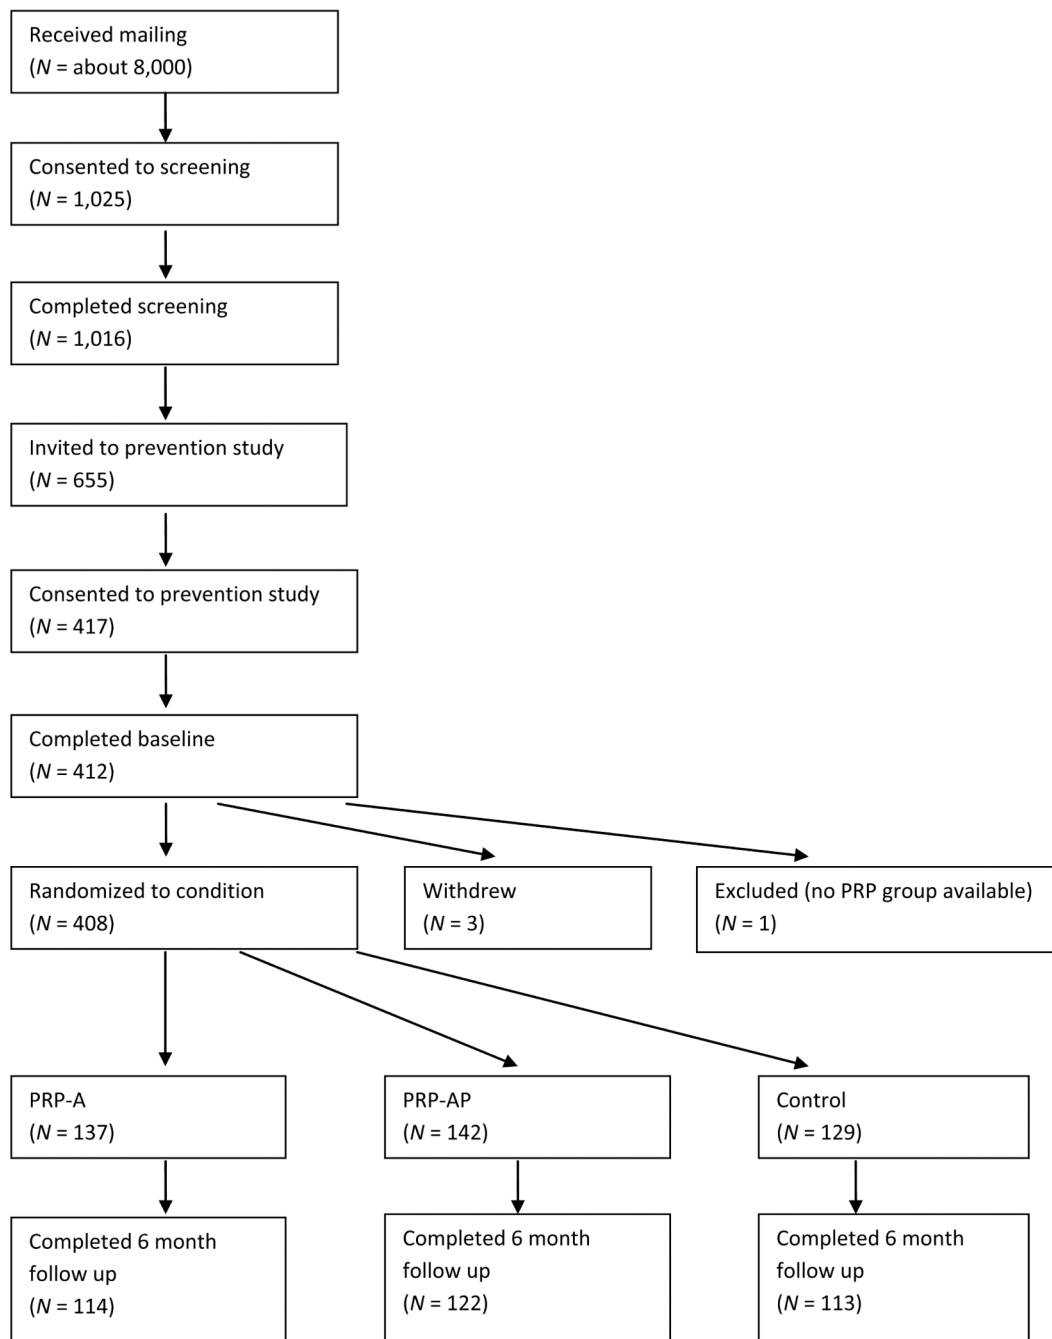 Received mailing
(N = about 8,000)
Consented to screening
(N = 1,025)
Completed screening
(N = 1,016)
Invited to prevention study
(N = 655)
Consented to prevention study
(N = 417)
Completed baseline
(N = 412)
Randomized to condition
(N = 408)
Withdrew
(N = 3)
Excluded (no PRP group available)
(N = 1)
PRP-A
(N = 137)
PRP-AP
(N = 142)
Control
(N = 129)
Completed 6 month
follow up
(N = 114)
Completed 6 month
follow up
(N = 122)
Completed 6 month
follow up
(N = 113)